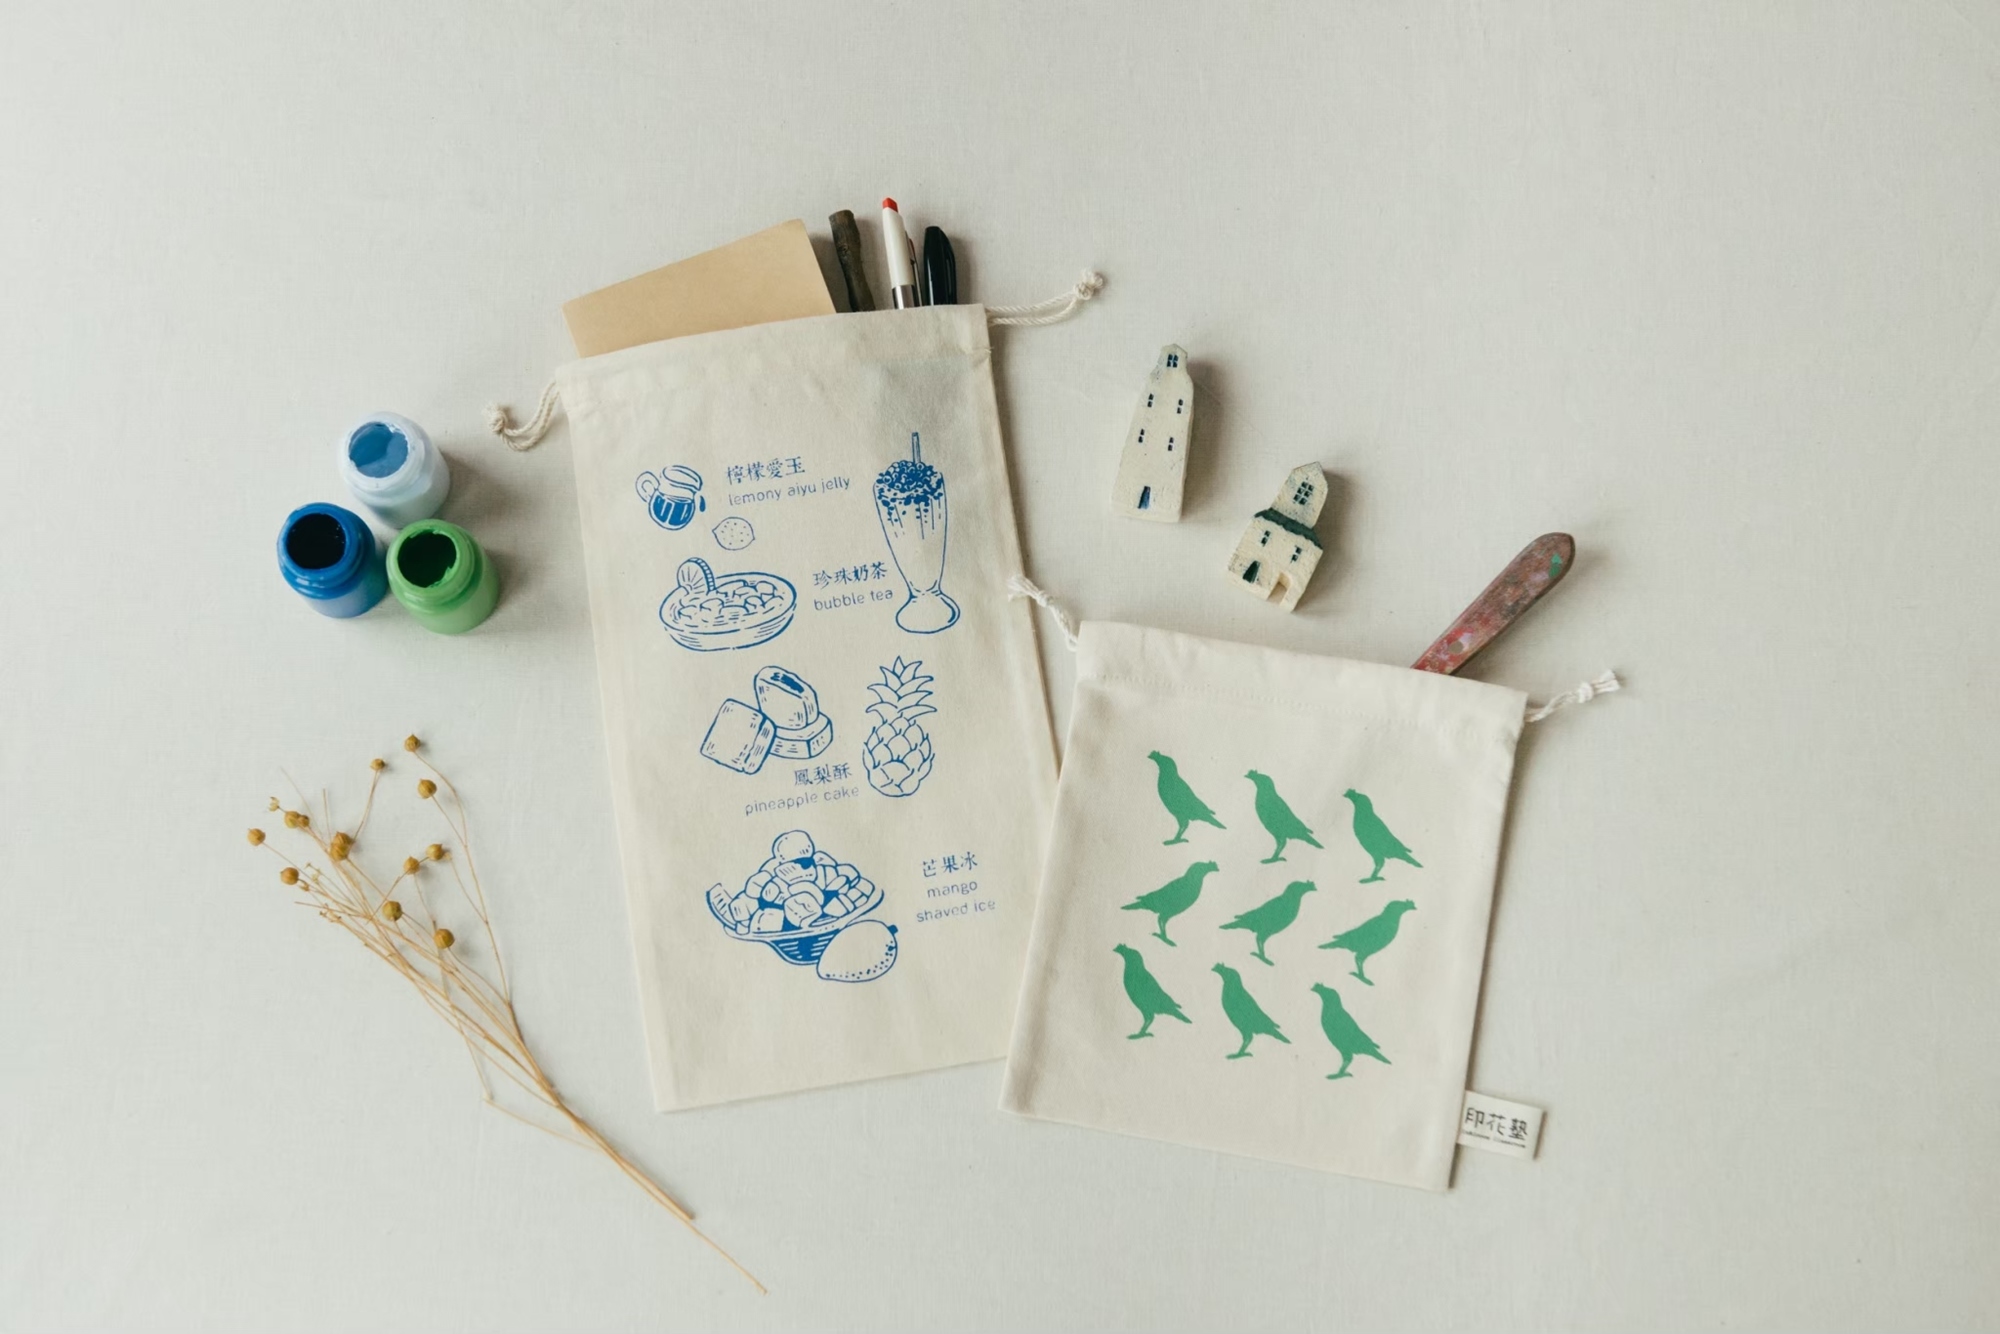 檸檬愛玉
lemony aiyu jelly
珍珠奶茶
bubble tea
鳳梨酥
pineapple cake
芒果冰
mango
shaved ice
印花藝